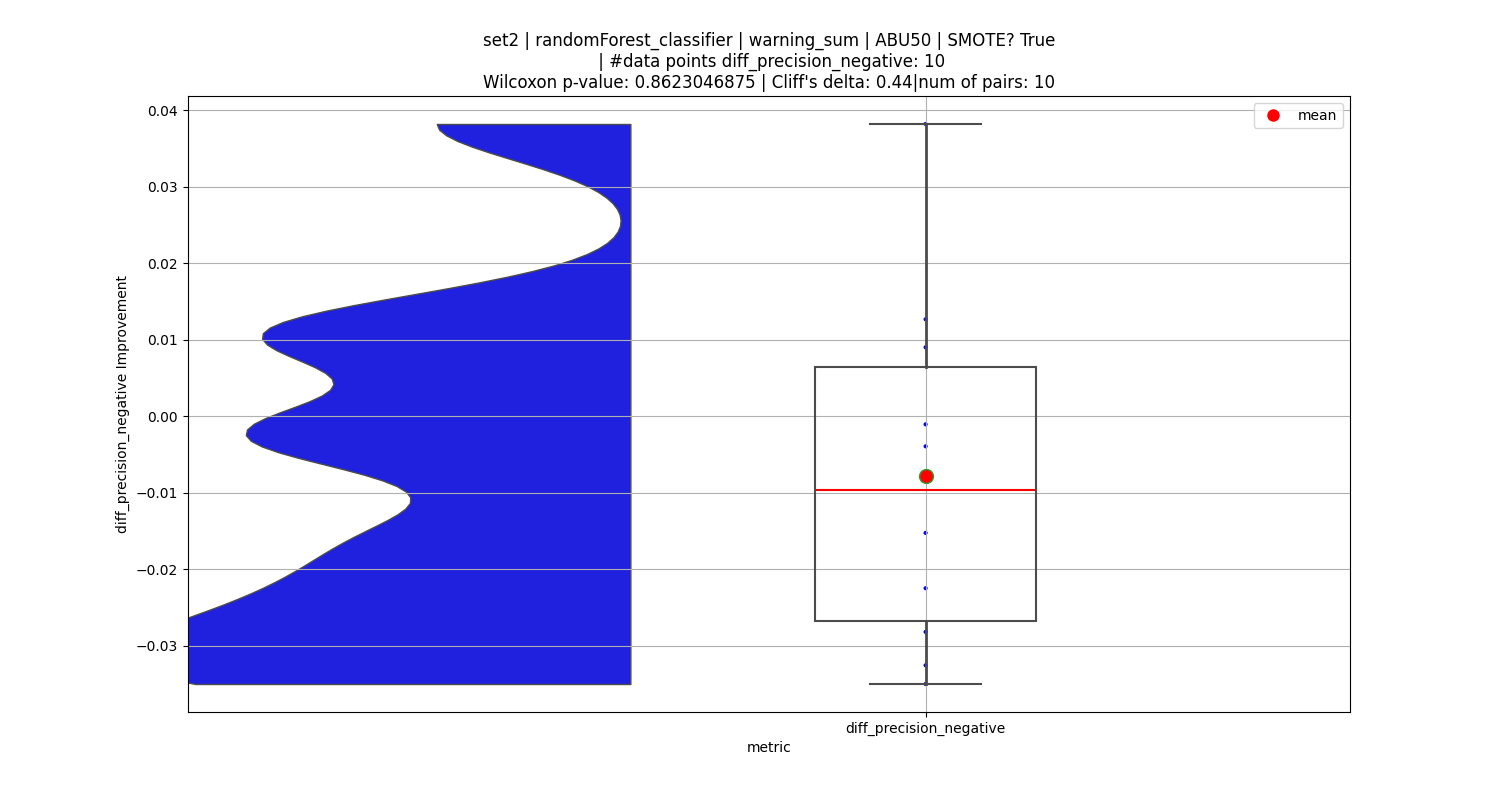 set2 | randomForest_classifier | warning_sum | ABU50 | SMOTE? True
| #data points diff_precision_negative: 10
Wilcoxon p-value: 0.8623046875 | Cliff's delta: 0.44|num of pairs: 10
mean
0.04
0.03
0.02
0.01
0.00
−0.01
−0.02
−0.03
diff_precision_negative Improvement
diff_precision_negative
metric